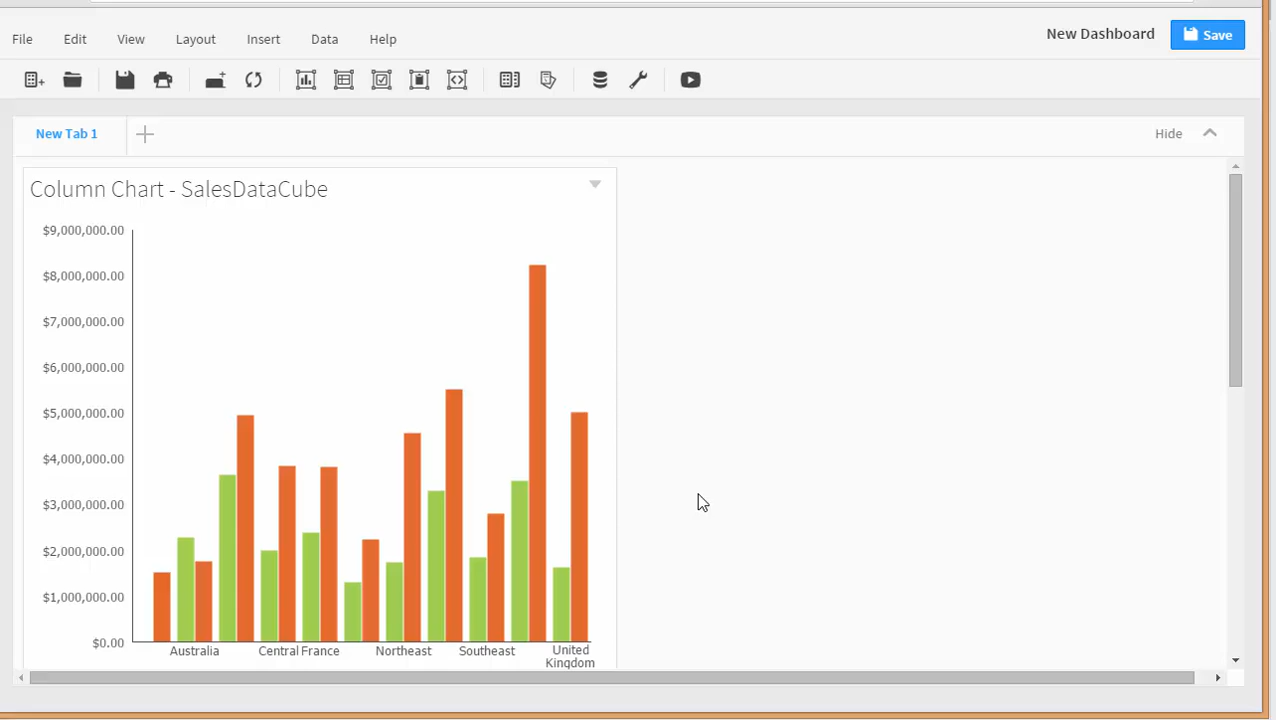 File Edit View Layout Insert Data Help New Dashboard Save
New Tab 1 Hide
Column Chart - SalesDataCube
$9,000,000.00
$8,000,000.00
$7,000,000.00
$6,000,000.00
$5,000,000.00
$4,000,000.00
$3,000,000.00
$2,000,000.00
$1,000,000.00
$0.00
Australia Central France Northeast Southeast United
Kingdom